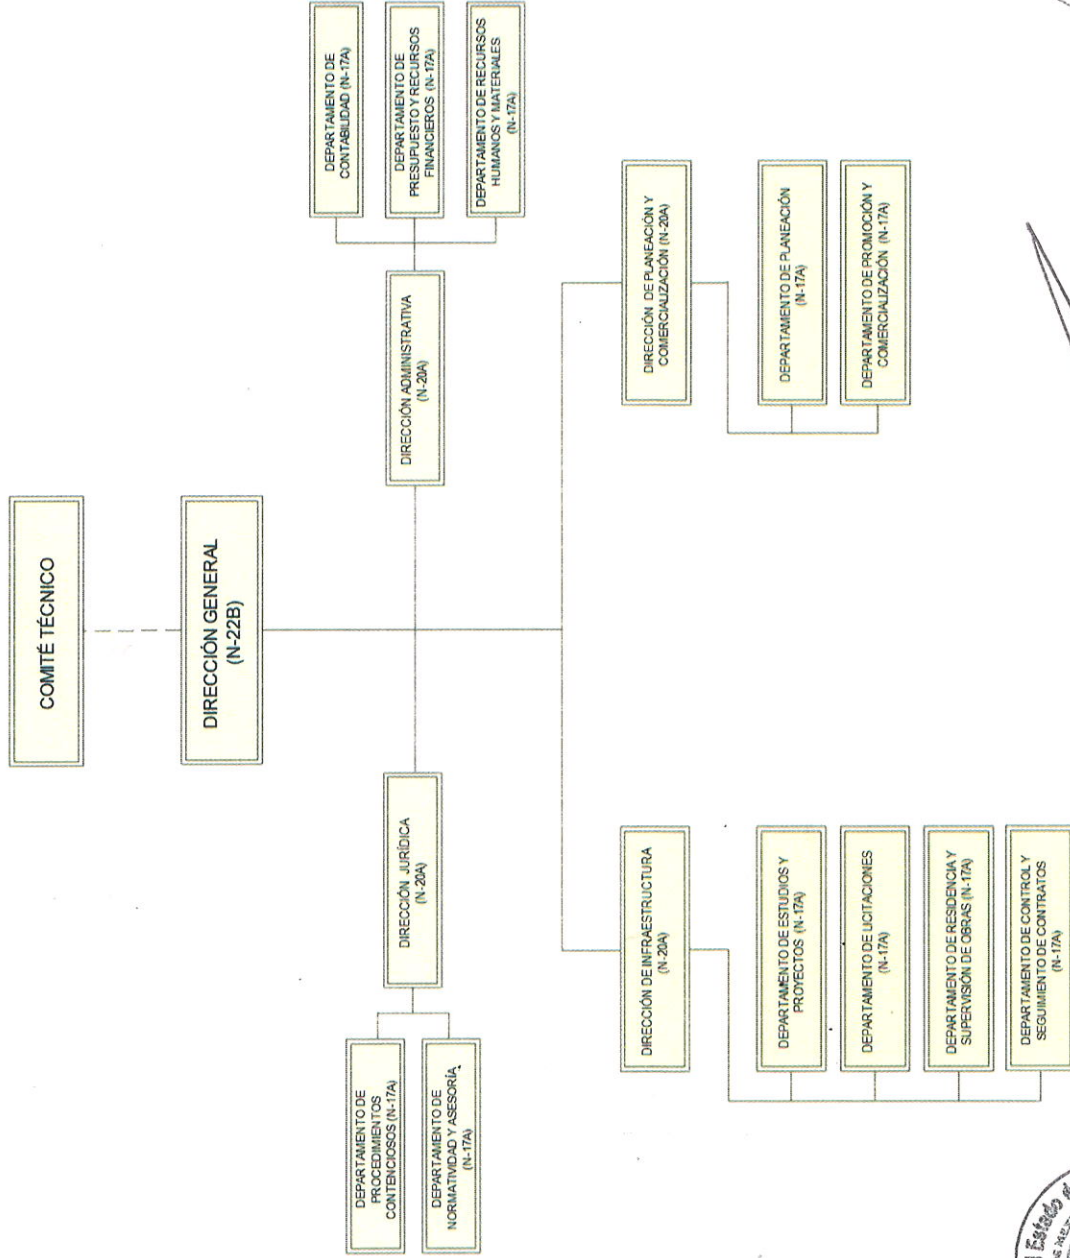 COMITÉ TÉCNICO
DIRECCIÓN GENERAL
(N-22B)
DIRECCIÓN JURÍDICA
(N-20A)
DEPARTAMENTO DE
PROCEDIMIENTOS
CONTENCIOSOS (N-17A)
DEPARTAMENTO DE
NORMATIVIDAD Y ASESORÍA
(N-17A)
DIRECCIÓN ADMINISTRATIVA
(N-20A)
DEPARTAMENTO DE
CONTABILIDAD (N-17A)
DEPARTAMENTO DE
PRESUPUESTO Y RECURSOS
FINANCIEROS (N-17A)
DEPARTAMENTO DE RECURSOS
HUMANOS Y MATERIALES
(N-17A)
DIRECCIÓN DE INFRAESTRUCTURA
(N-20A)
DEPARTAMENTO DE ESTUDIOS Y
PROYECTOS (N-17A)
DEPARTAMENTO DE LICITACIONES
(N-17A)
DEPARTAMENTO DE RESIDENCIA Y
SUPERVISIÓN DE OBRAS (N-17A)
DEPARTAMENTO DE CONTROL Y
SEGUIMIENTO DE CONTRATOS
(N-17A)
DIRECCIÓN DE PLANEACIÓN Y
COMERCIALIZACIÓN (N-20A)
DEPARTAMENTO DE PLANEACIÓN
(N-17A)
DEPARTAMENTO DE PROMOCIÓN Y
COMERCIALIZACIÓN (N-17A)
Estado